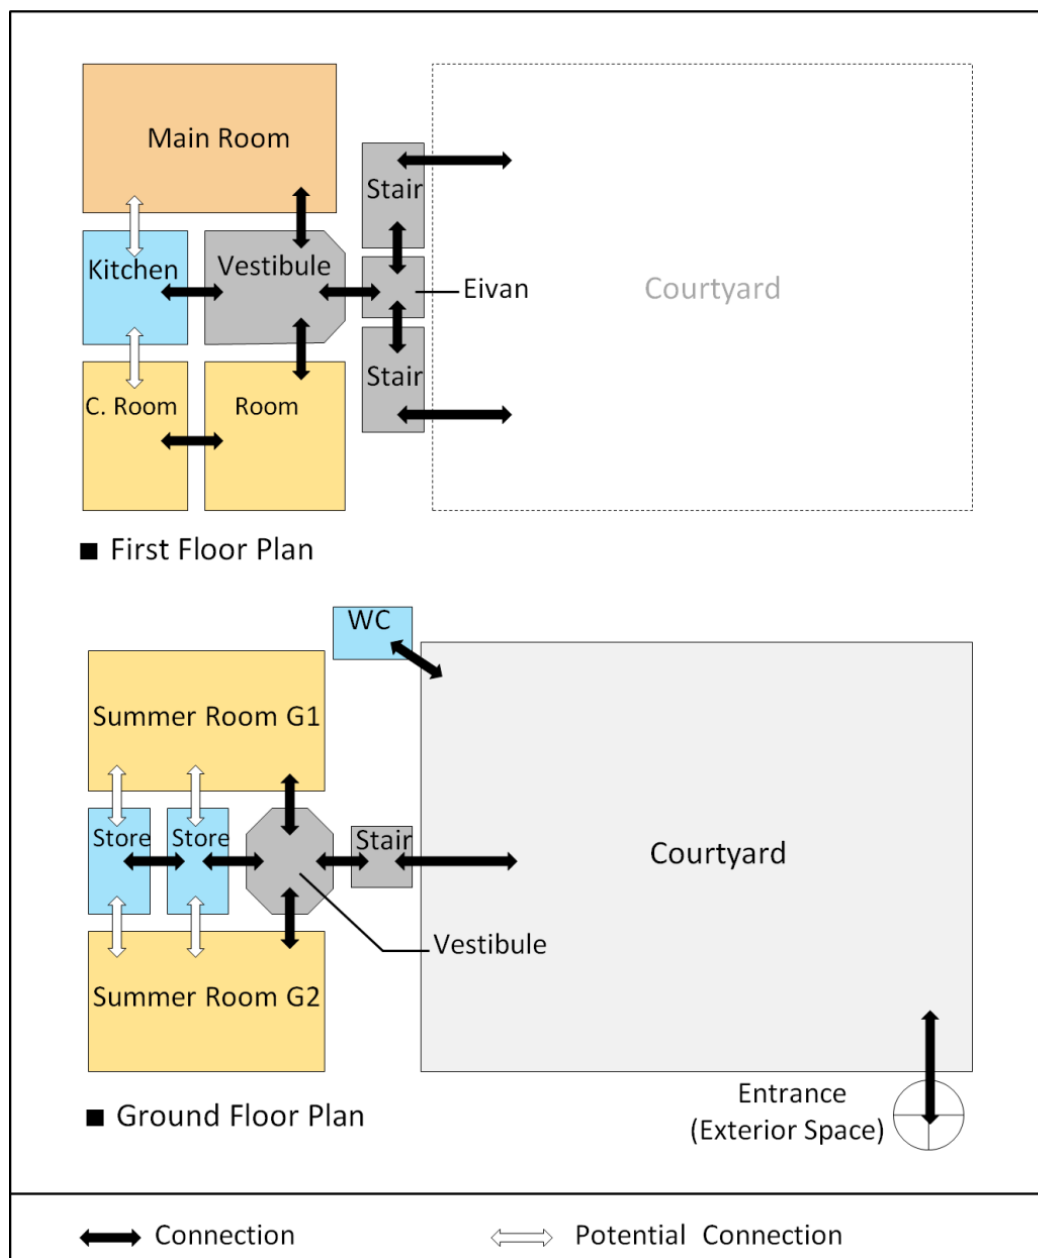 Main Room
Stair
Kitchen
Vestibule
Eivan
Courtyard
Stair
C. Room
Room
■ First Floor Plan
WC
Summer Room G1
Store
Store
Stair
Courtyard
Vestibule
Summer Room G2
Entrance
(Exterior Space)
■ Ground Floor Plan
Connection
Potential Connection